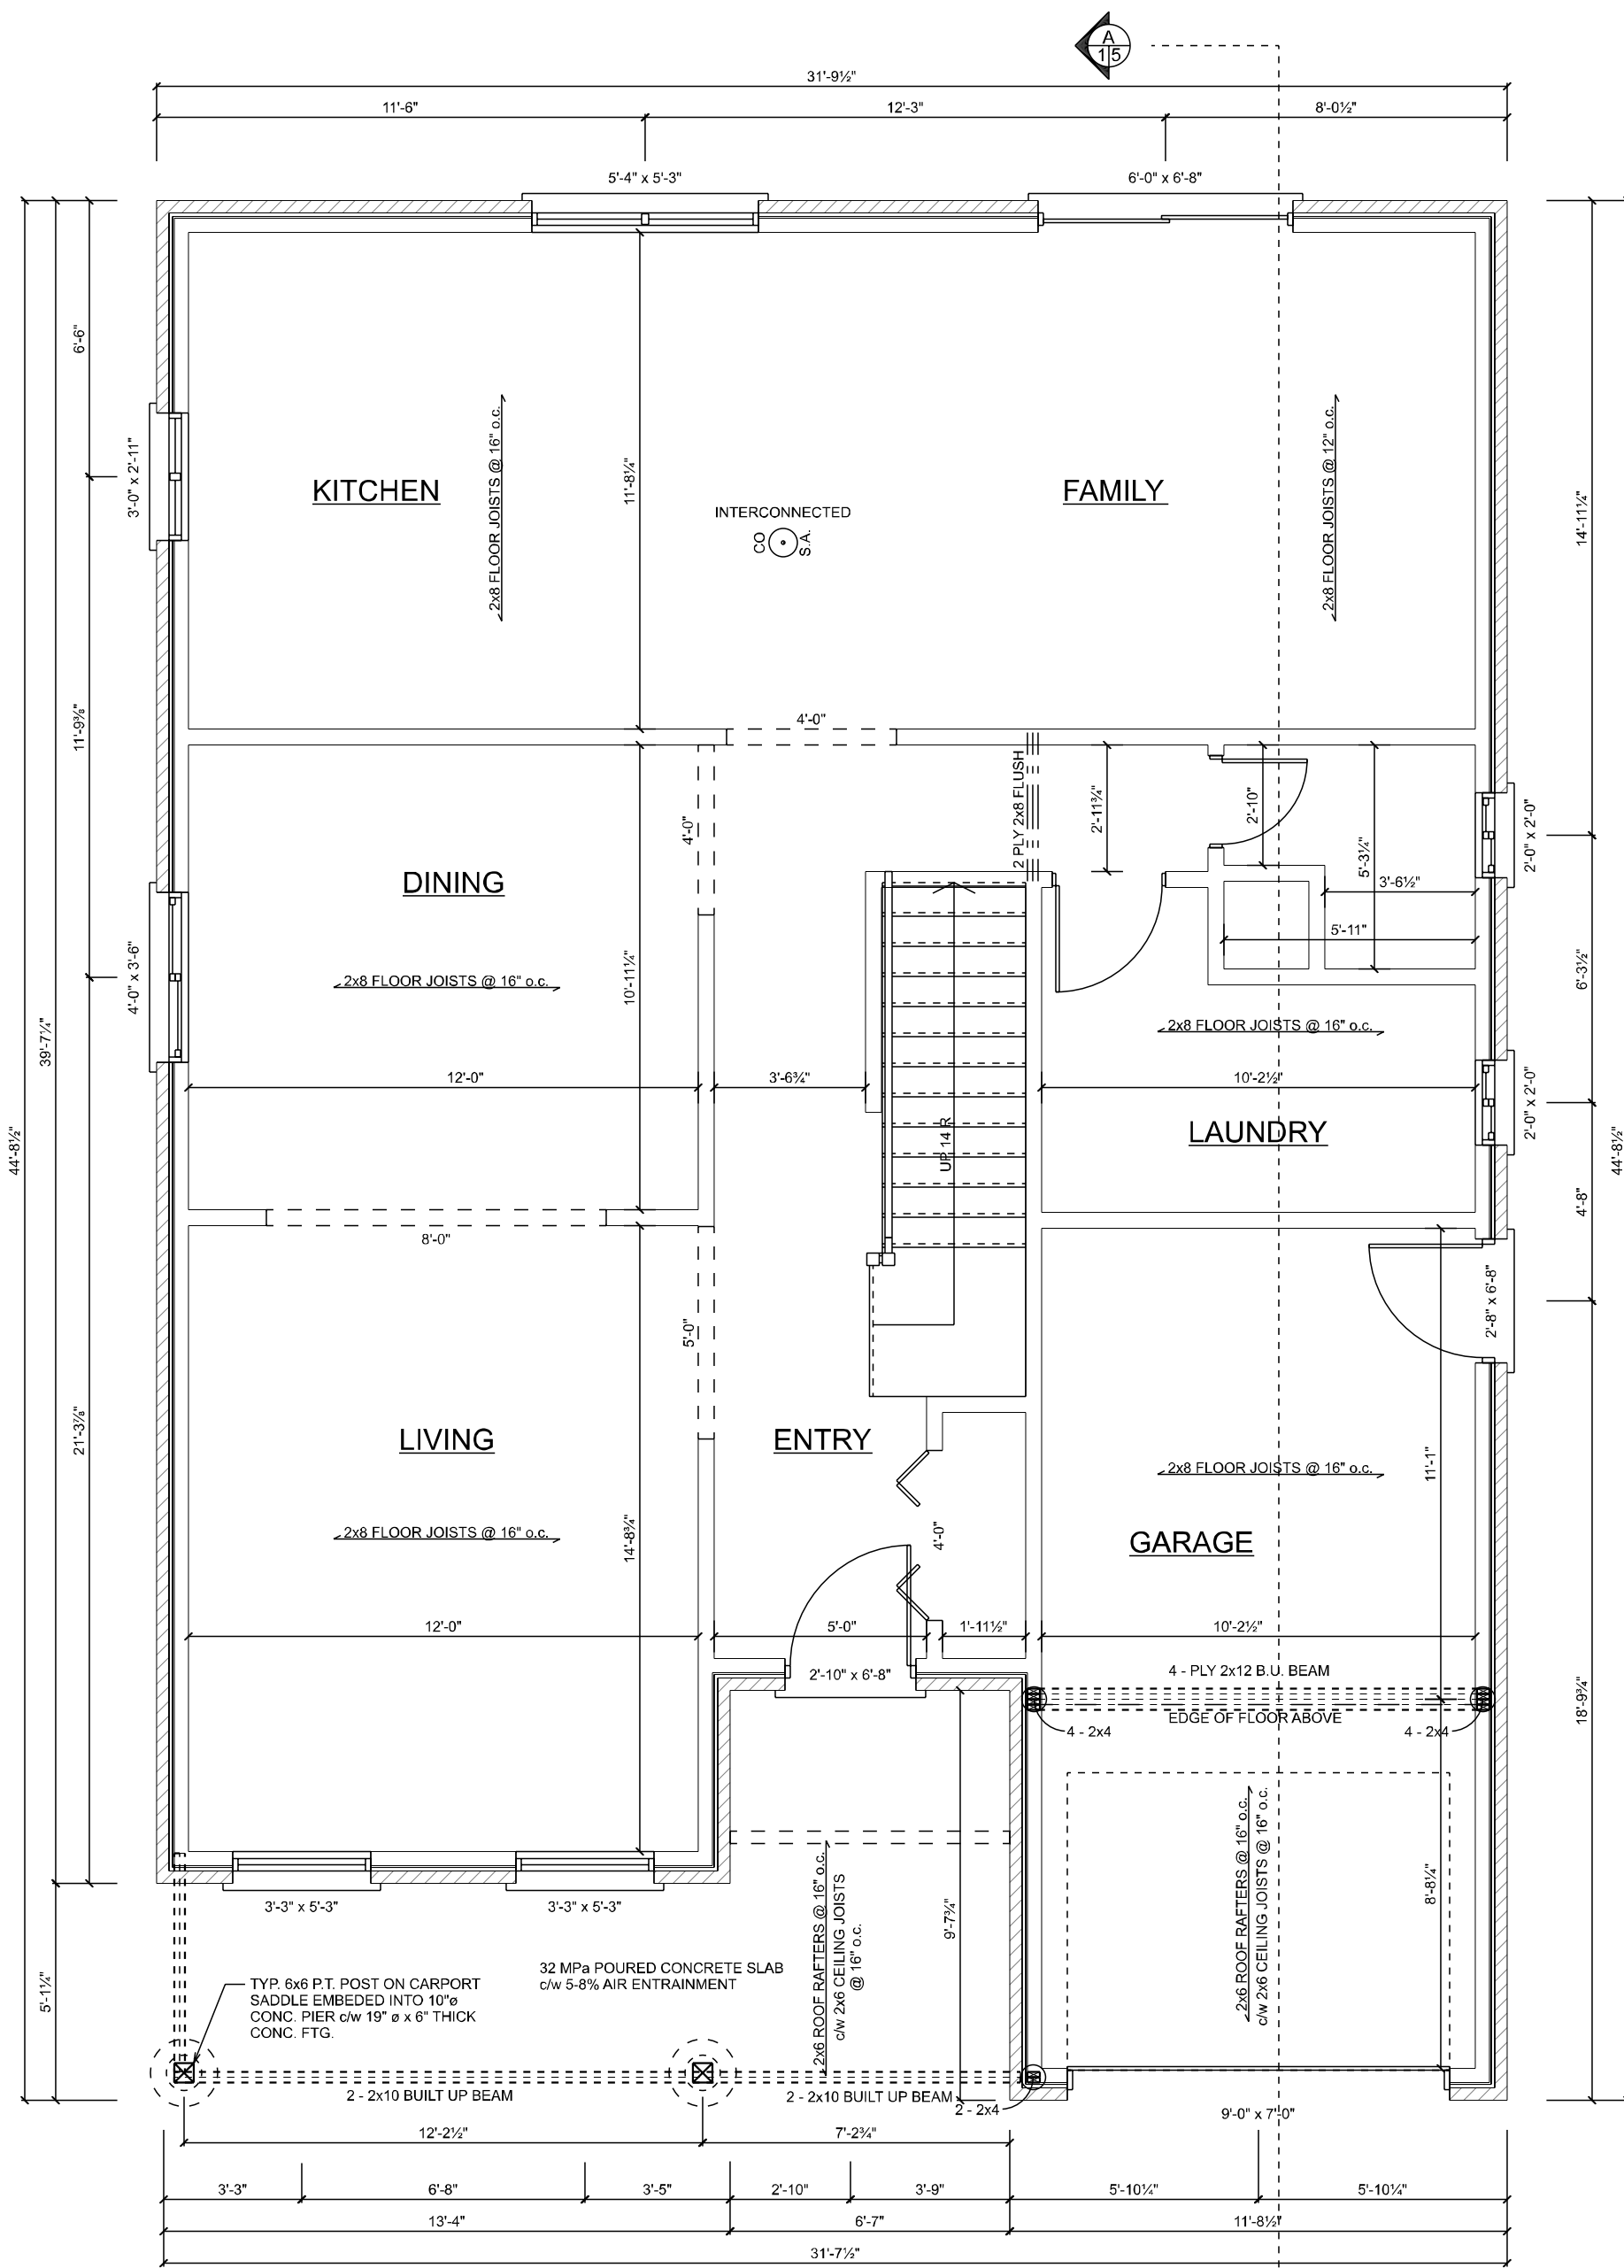 A
1 5
31'-9½"
11'-6"
12'-3"
8'-0½"
5'-4" x 5'-3"
6'-0" x 6'-8"
6'-6"
3'-0" x 2'-11"
KITCHEN
2x8 FLOOR JOISTS @ 16" o.c.
11'-8¼"
INTERCONNECTED
CO
S.A.
FAMILY
2x8 FLOOR JOISTS @ 12" o.c.
14'-11¼"
11'-9⅜"
4'-0"
2 PLY 2x8 FLUSH
2'-11¾"
2'-10"
5'-3¼"
3'-6½"
5'-11"
2'-0" x 2'-0"
4'-0"
DINING
4'-0" x 3'-6"
2x8 FLOOR JOISTS @ 16" o.c.
10'-11¼"
6'-3½"
2x8 FLOOR JOISTS @ 16" o.c.
39'-7¼"
12'-0"
3'-6¾"
10'-2½"
2'-0" x 2'-0"
44'-8½"
UP 14 R
LAUNDRY
44'-8½"
4'-8"
8'-0"
5'-0"
2'-8" x 6'-8"
21'-3⅞"
LIVING
ENTRY
2x8 FLOOR JOISTS @ 16" o.c.
11'-1"
2x8 FLOOR JOISTS @ 16" o.c.
14'-8¾"
4'-0"
GARAGE
12'-0"
5'-0"
1'-11½"
10'-2½"
2'-10" x 6'-8"
4 - PLY 2x12 B.U. BEAM
EDGE OF FLOOR ABOVE
4 - 2x4
4 - 2x4
18'-9¾"
3'-3" x 5'-3"
3'-3" x 5'-3"
9'-7¾"
8'-8¼"
2x6 ROOF RAFTERS @ 16" o.c.
c/w 2x6 CEILING JOISTS
@ 16" o.c.
2x6 ROOF RAFTERS @ 16" o.c.
c/w 2x6 CEILING JOISTS @ 16" o.c.
5'-1¼"
TYP. 6x6 P.T. POST ON CARPORT
SADDLE EMBEDED INTO 10"ø
CONC. PIER c/w 19" ø x 6" THICK
CONC. FTG.
32 MPa POURED CONCRETE SLAB
c/w 5-8% AIR ENTRAINMENT
2 - 2x10 BUILT UP BEAM
2 - 2x10 BUILT UP BEAM
2 - 2x4
9'-0" x 7'-0"
12'-2½"
7'-2¾"
3'-3"
6'-8"
3'-5"
2'-10"
3'-9"
5'-10¼"
5'-10¼"
13'-4"
6'-7"
11'-8½"
31'-7½"